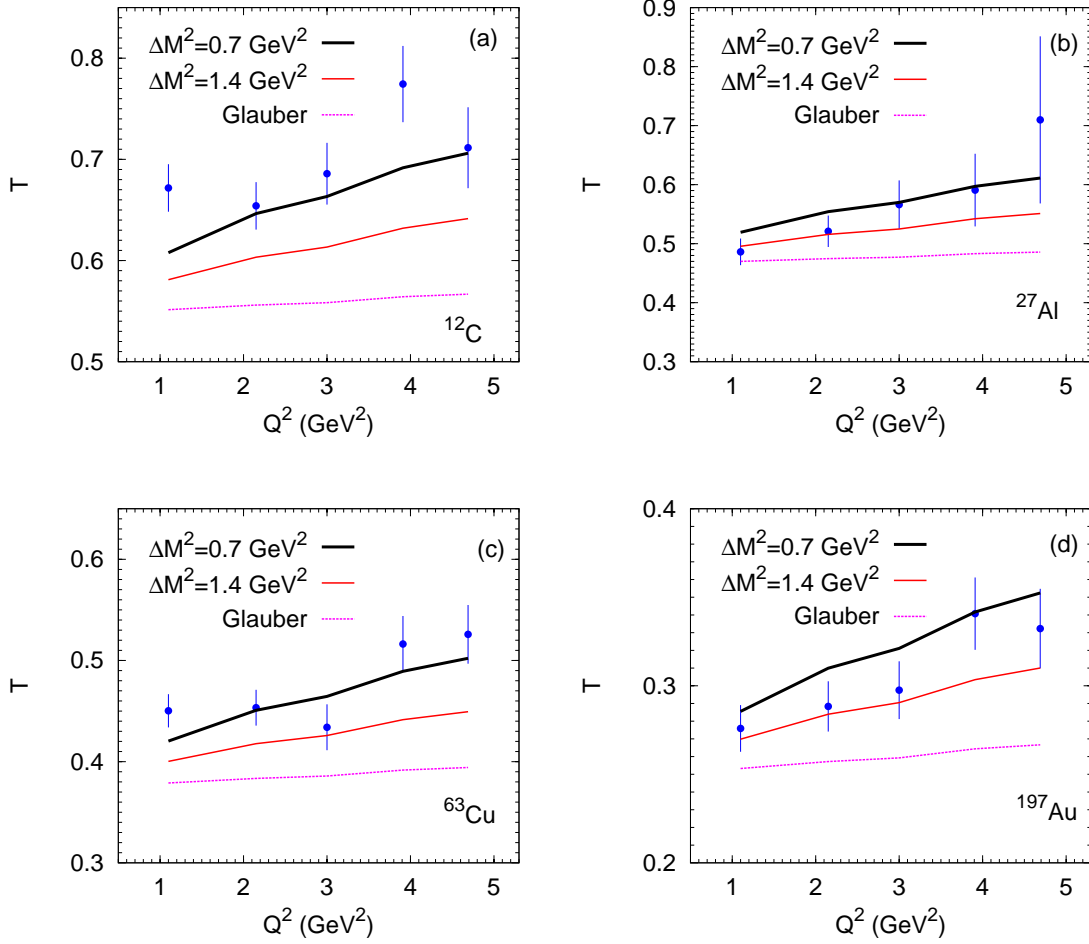 (a)
ΔM²=0.7 GeV²
ΔM²=1.4 GeV²
Glauber
0.8
0.7
0.6
0.5
T
¹²C
1 2 3 4 5
Q² (GeV²)
(b)
ΔM²=0.7 GeV²
ΔM²=1.4 GeV²
Glauber
0.9
0.8
0.7
0.6
0.5
0.4
0.3
T
²⁷Al
1 2 3 4 5
Q² (GeV²)
(c)
ΔM²=0.7 GeV²
ΔM²=1.4 GeV²
Glauber
0.6
0.5
0.4
0.3
T
⁶³Cu
1 2 3 4 5
Q² (GeV²)
(d)
ΔM²=0.7 GeV²
ΔM²=1.4 GeV²
Glauber
0.4
0.3
0.2
T
¹⁹⁷Au
1 2 3 4 5
Q² (GeV²)